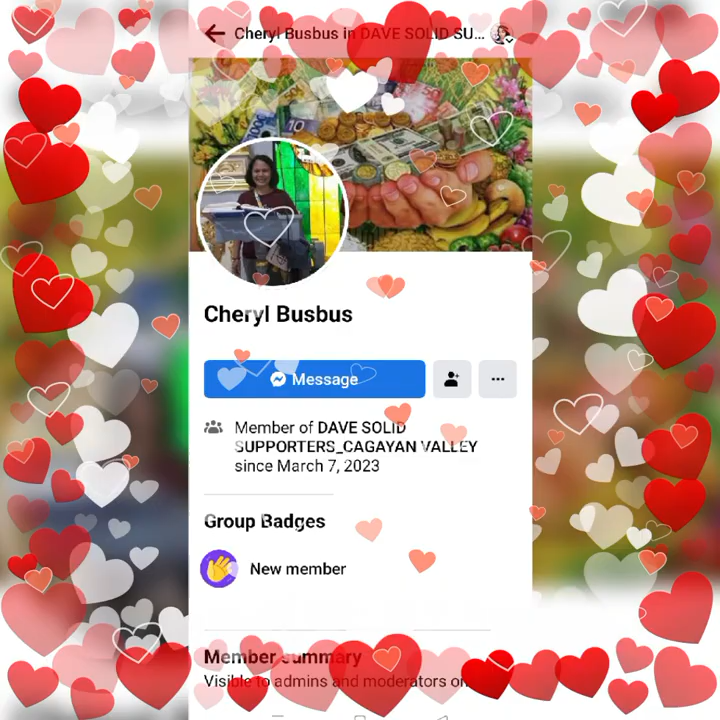 Cheryl Busbus in DAVE SOLID SU...
10
Cheryl Busbus
Message
Member of DAVE SOLID
SUPPORTERS_CAGAYAN VALLEY
since March 7, 2023
Group Badges
New member
Member summary
Visible to admins and moderators on